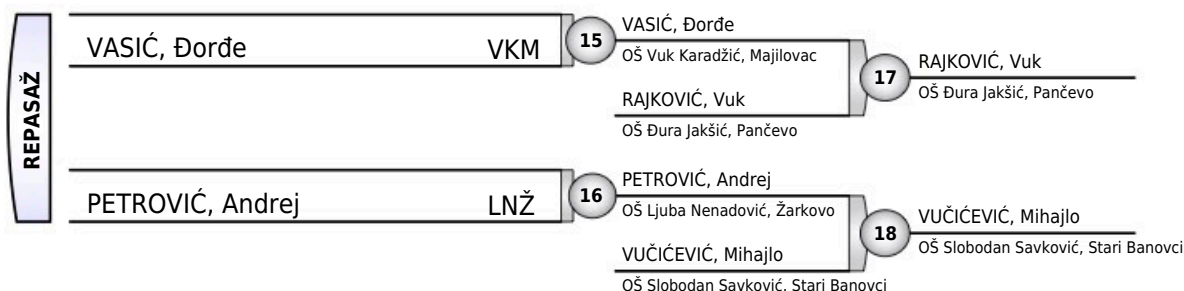 REPASAŽ
VASIĆ, Đorđe VKM
15
VASIĆ, Đorđe
OŠ Vuk Karadžić, Majilovac
RAJKOVIĆ, Vuk
OŠ Đura Jakšić, Pančevo
17
RAJKOVIĆ, Vuk
OŠ Đura Jakšić, Pančevo
PETROVIĆ, Andrej LNŽ
16
PETROVIĆ, Andrej
OŠ Ljuba Nenadović, Žarkovo
VUČIĆEVIĆ, Mihajlo
OŠ Slobodan Savković, Stari Banovci
18
VUČIĆEVIĆ, Mihajlo
OŠ Slobodan Savković, Stari Banovci